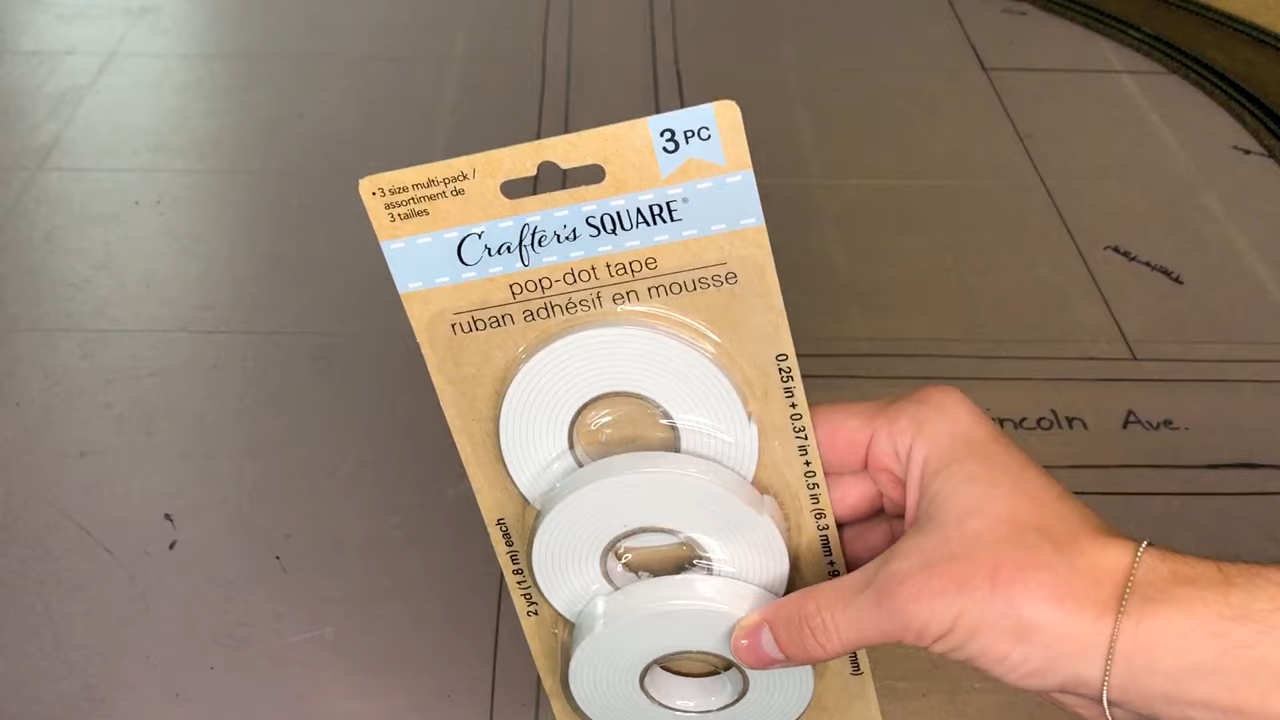 3 PC
• 3 size multi-pack /
assortiment de
3 tailles
Crafter's SQUARE®
pop-dot tape
ruban adhésif en mousse
0.25 in + 0.37 in + 0.5 in (6.3 mm + 9
mm)
2 yd (1.8 m) each
incoln Ave.